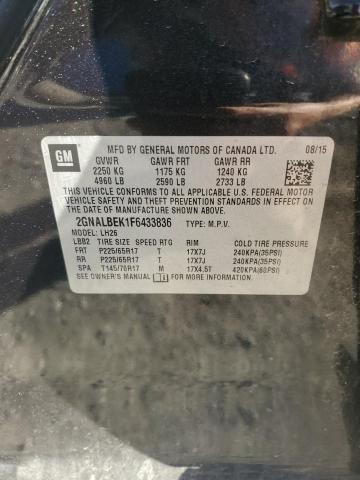 GM
MFD BY GENERAL MOTORS OF CANADA LTD. 08/15
GVWR GAWR FRT GAWR RR
2250 KG 1175 KG 1240 KG
4960 LB 2590 LB 2733 LB
THIS VEHICLE CONFORMS TO ALL APPLICABLE U.S. FEDERAL MOTOR
VEHICLE SAFETY AND THEFT PREVENTION STANDARDS IN EFFECT
ON THE DATE OF MANUFACTURE SHOWN ABOVE.
2GNALBEK1F6433836 TYPE: M.P.V.
MODEL: LH26
LBB2 TIRE SIZE SPEED RTG RIM COLD TIRE PRESSURE
FRT P225/65R17 T 17X7J 240KPA(35PSI)
RR P225/65R17 T 17X7J 240KPA(35PSI)
SPA T145/70R17 M 17X4.5T 420KPA(60PSI)
SEE OWNER'S MANUAL FOR ADDITIONAL INFORMATION.